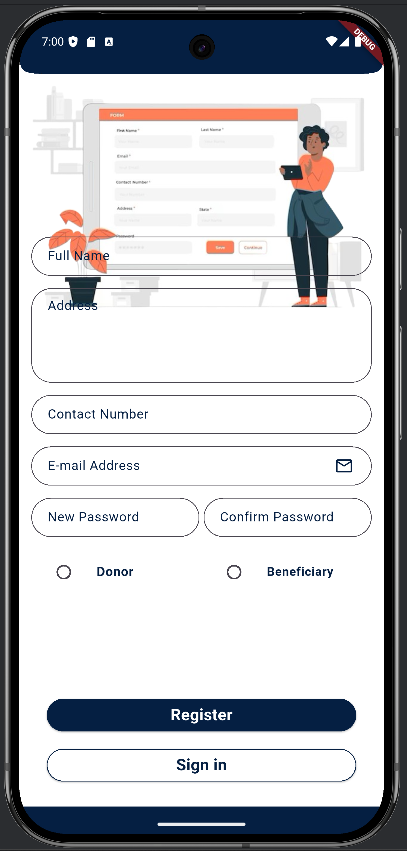 7:00
DEBUG
FORM
First Name *
Last Name *
Email *
Contact Number *
Address *
State *
Password
Save
Continue
Full Name
Address
Contact Number
E-mail Address
New Password
Confirm Password
Donor
Beneficiary
Register
Sign in